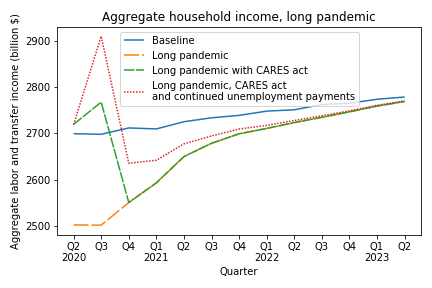 Aggregate household income, long pandemic
Aggregate labor and transfer income (billion $)
2900
2800
2700
2600
2500
Baseline
Long pandemic
Long pandemic with CARES act
Long pandemic, CARES act
and continued unemployment payments
Q2 Q3 Q4 Q1 Q2 Q3 Q4 Q1 Q2 Q3 Q4 Q1 Q2
2020 2021 2022 2023
Quarter